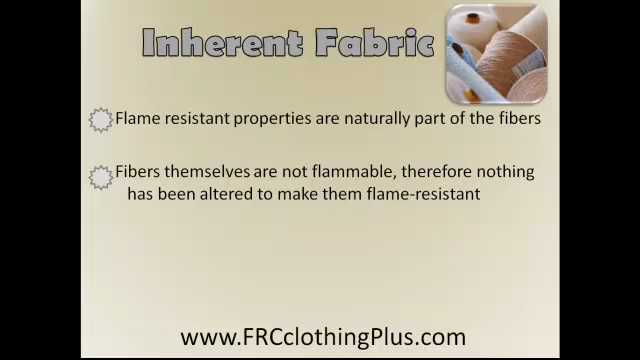 Inherent Fabric
Flame resistant properties are naturally part of the fibers
Fibers themselves are not flammable, therefore nothing
has been altered to make them flame-resistant
www.FRCclothingPlus.com